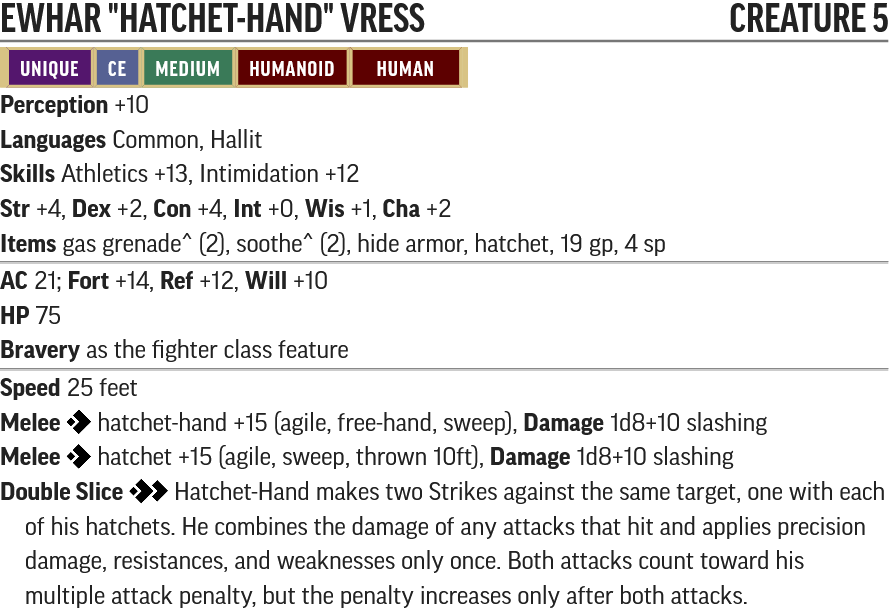 EWHAR "HATCHET-HAND" VRESS CREATURE 5
UNIQUE CE MEDIUM HUMANOID HUMAN
Perception +10
Languages Common, Hallit
Skills Athletics +13, Intimidation +12
Str +4, Dex +2, Con +4, Int +0, Wis +1, Cha +2
Items gas grenade^ (2), soothe^ (2), hide armor, hatchet, 19 gp, 4 sp
AC 21; Fort +14, Ref +12, Will +10
HP 75
Bravery as the fighter class feature
Speed 25 feet
Melee hatchet-hand +15 (agile, free-hand, sweep), Damage 1d8+10 slashing
Melee hatchet +15 (agile, sweep, thrown 10ft), Damage 1d8+10 slashing
Double Slice Hatchet-Hand makes two Strikes against the same target, one with each
of his hatchets. He combines the damage of any attacks that hit and applies precision
damage, resistances, and weaknesses only once. Both attacks count toward his
multiple attack penalty, but the penalty increases only after both attacks.